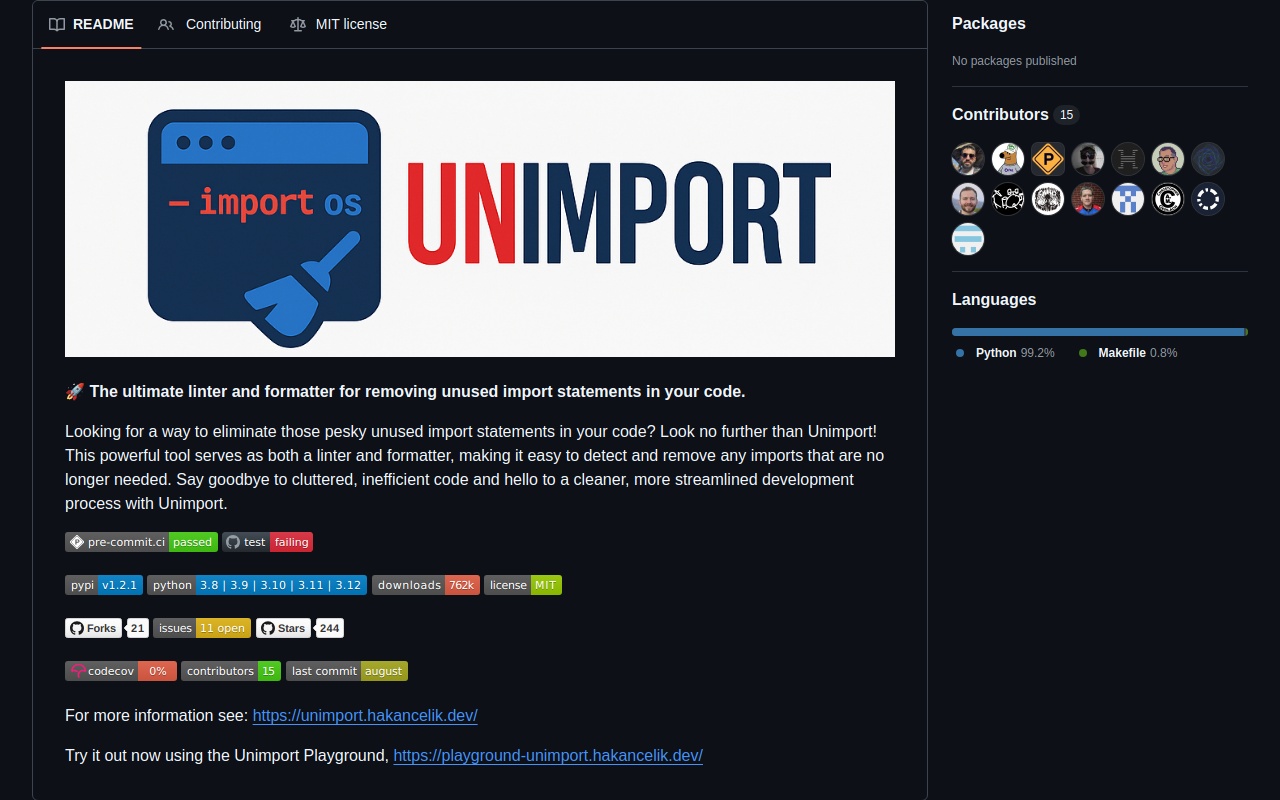 README
Contributing
MIT license
– import os
UNIMPORT
🚀 The ultimate linter and formatter for removing unused import statements in your code.
Looking for a way to eliminate those pesky unused import statements in your code? Look no further than Unimport!
This powerful tool serves as both a linter and formatter, making it easy to detect and remove any imports that are no
longer needed. Say goodbye to cluttered, inefficient code and hello to a cleaner, more streamlined development
process with Unimport.
pre-commit.ci passed test failing
pypi v1.2.1 python 3.8 | 3.9 | 3.10 | 3.11 | 3.12 downloads 762k license MIT
Forks 21 issues 11 open Stars 244
codecov 0% contributors 15 last commit august
For more information see: https://unimport.hakancelik.dev/
Try it out now using the Unimport Playground, https://playground-unimport.hakancelik.dev/
Packages
No packages published
Contributors 15
Languages
Python 99.2% Makefile 0.8%